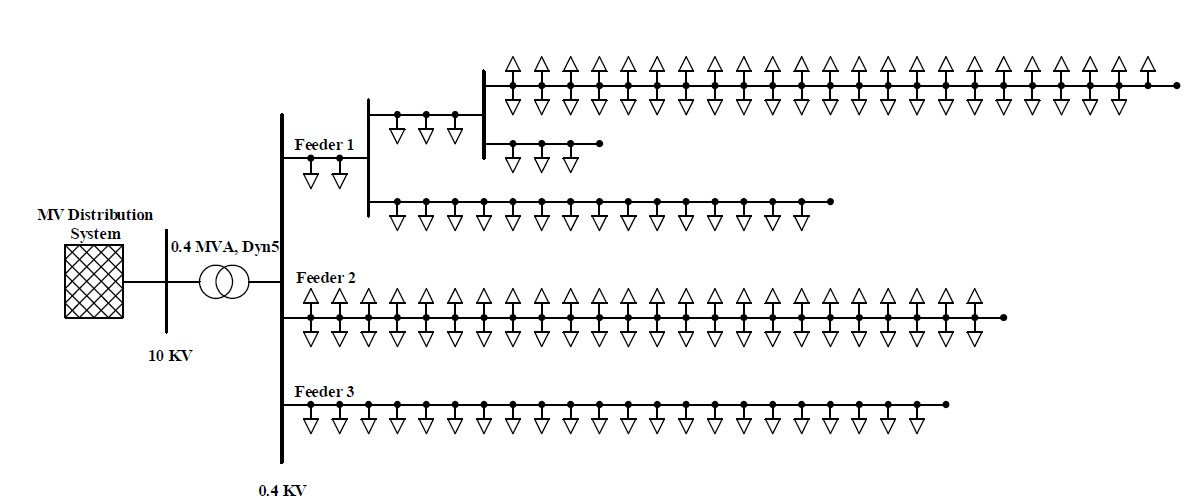 Feeder 1
MV Distribution
System
0.4 MVA, Dyn5
Feeder 2
10 KV
Feeder 3
0.4 KV